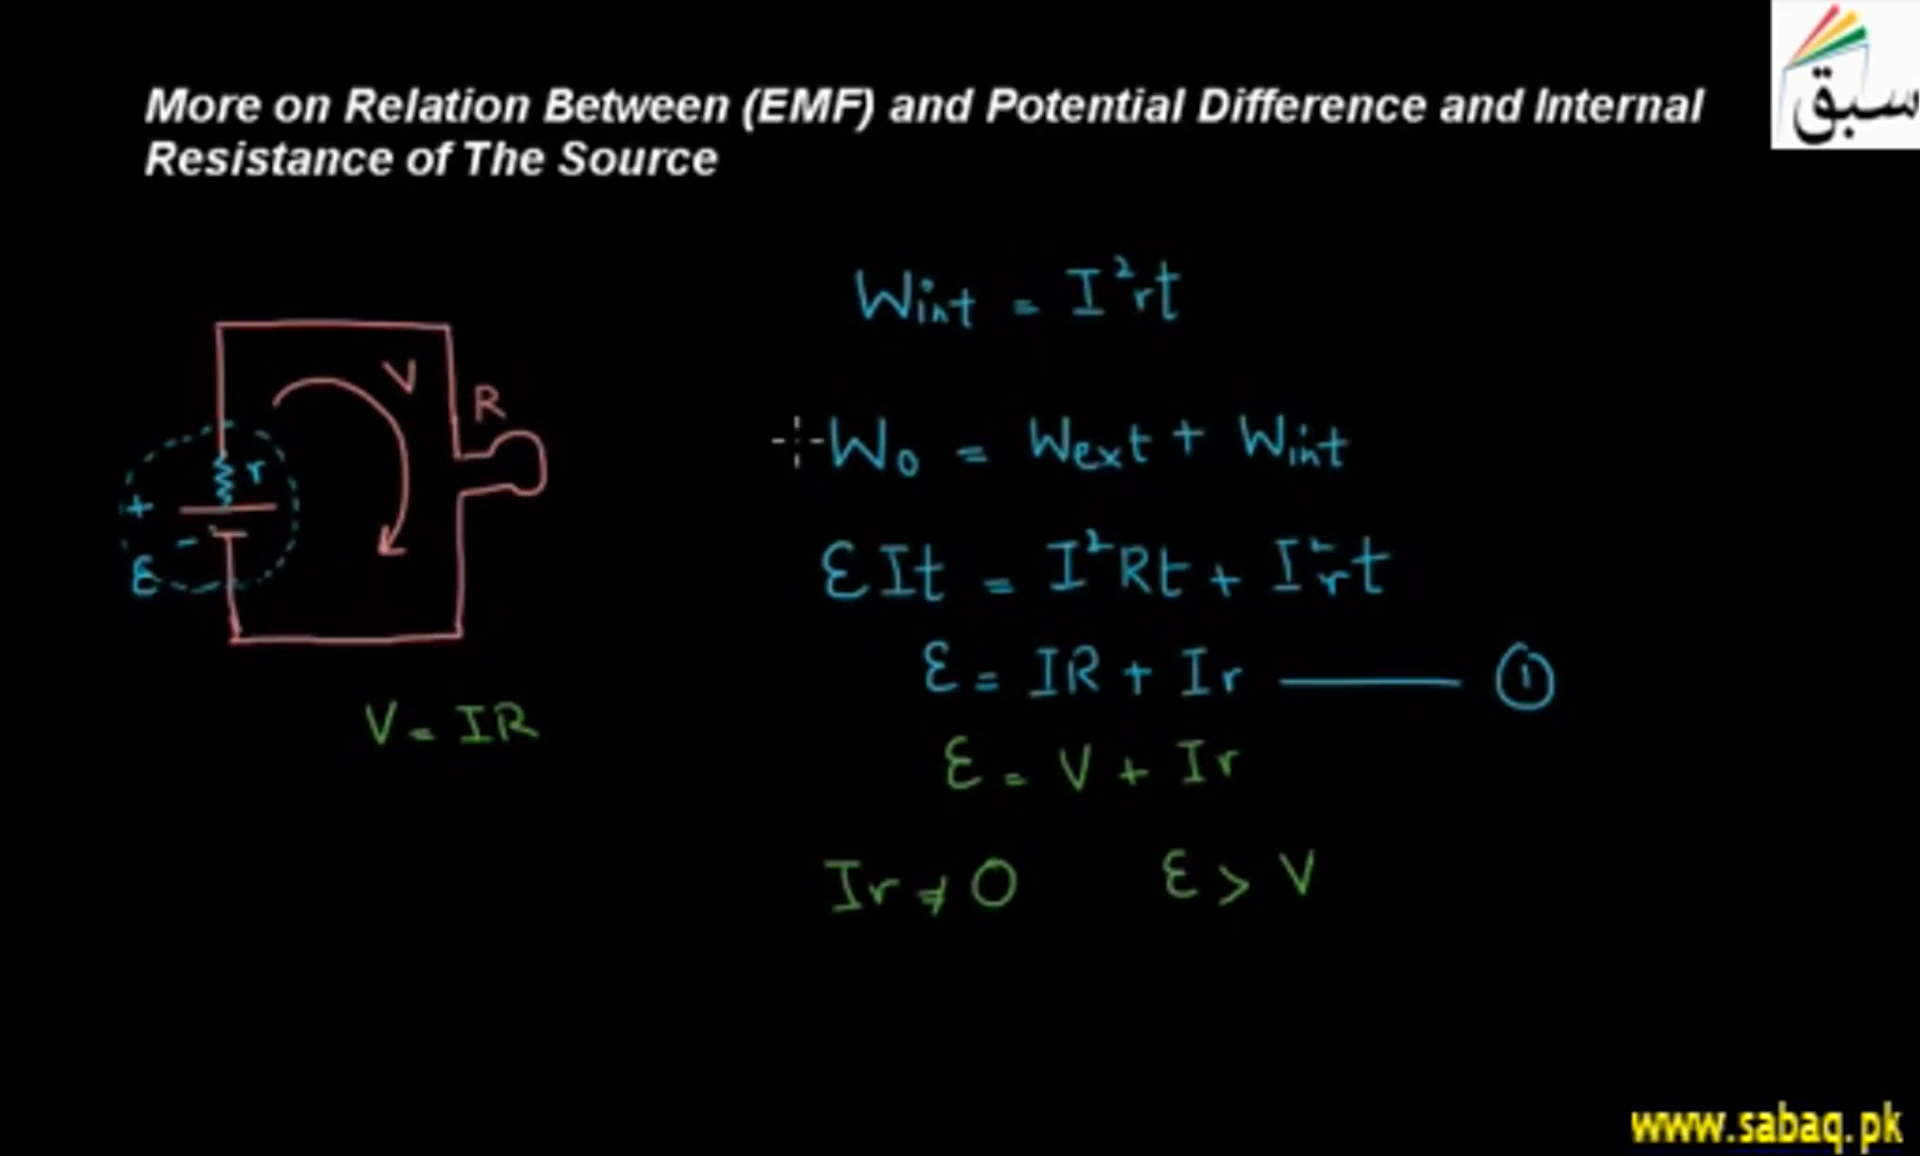 More on Relation Between (EMF) and Potential Difference and Internal
Resistance of The Source
سبق
Wint = I²rt
W₀ = Wext + Wint
εIt = I²Rt + I²rt
ε = IR + Ir —— ①
ε = V + Ir
Ir ≠ 0 ε > V
V
R
r
+
-
ε
V = IR
www.sabaq.pk